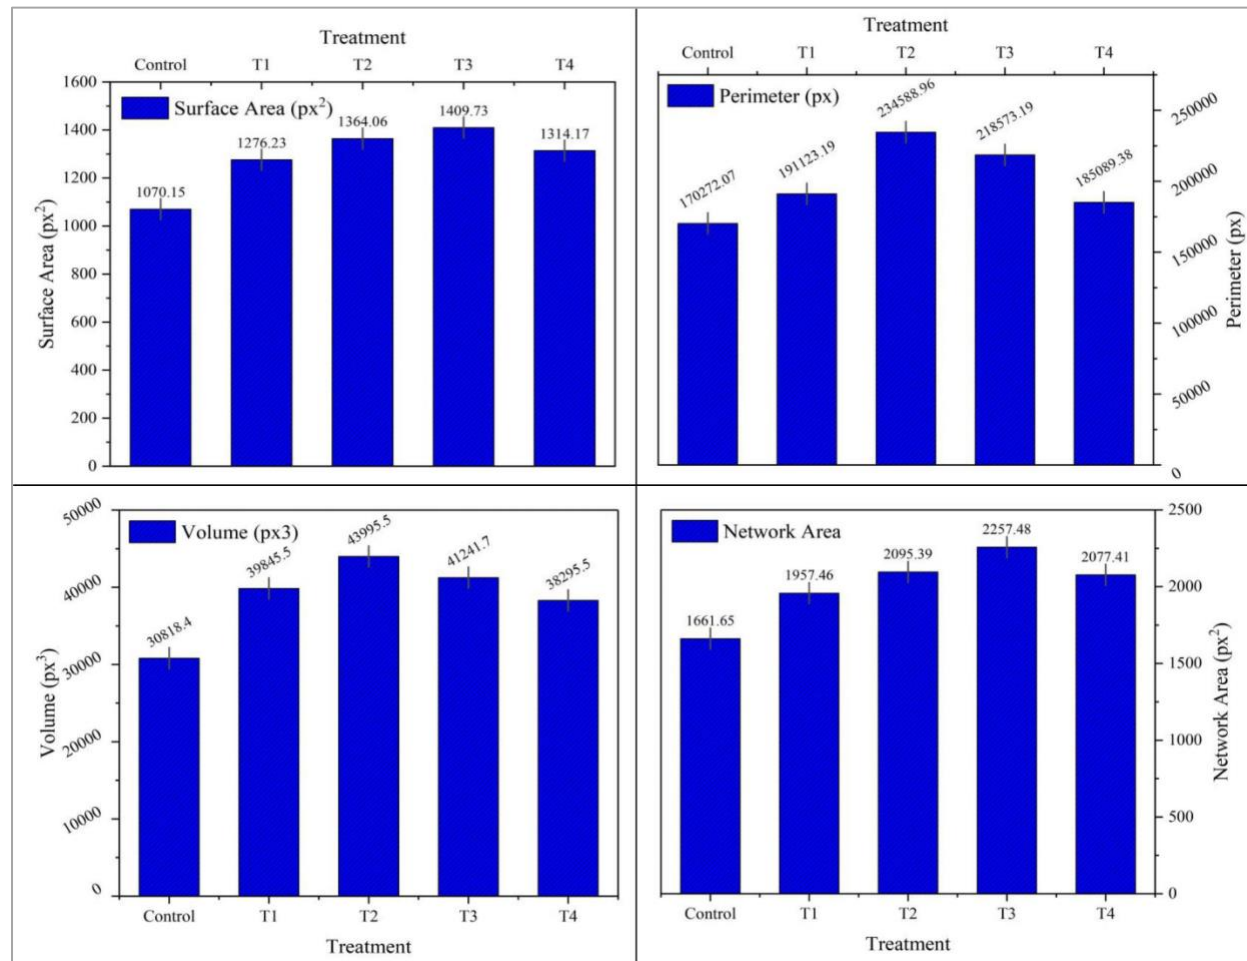 Treatment
Control T1 T2 T3 T4
Surface Area (px²)
1600
1400
1200
1000
800
600
400
200
0
Surface Area (px²)
1070.15
1276.23
1364.06
1409.73
1314.17
Treatment
Control T1 T2 T3 T4
Perimeter (px)
170272.07
191123.19
234588.96
218573.19
185089.38
250000
200000
150000
100000
50000
0
Perimeter (px)
Volume (px3)
50000
40000
30000
20000
10000
0
Volume (px³)
30818.4
39845.5
43995.5
41241.7
38295.5
Control T1 T2 T3 T4
Treatment
Network Area
1661.65
1957.46
2095.39
2257.48
2077.41
2500
2000
1500
1000
500
0
Network Area (px²)
Control T1 T2 T3 T4
Treatment